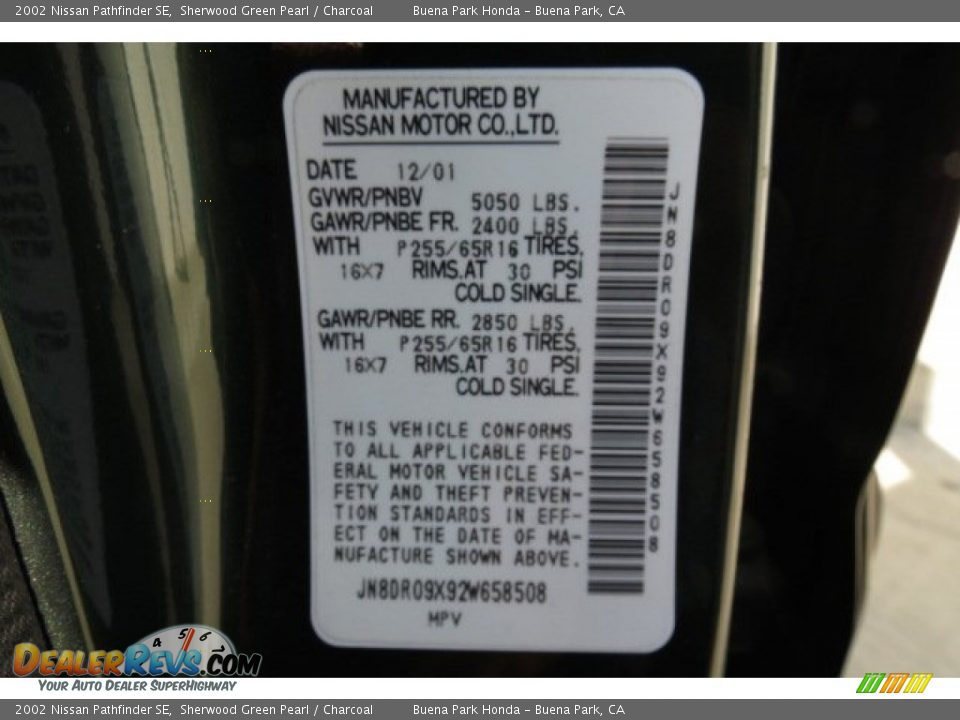 2002 Nissan Pathfinder SE, Sherwood Green Pearl / Charcoal Buena Park Honda - Buena Park, CA
MANUFACTURED BY
NISSAN MOTOR CO.,LTD.
DATE 12/01
GVWR/PNBV 5050 LBS.
GAWR/PNBE FR. 2400 LBS.
WITH P255/65R16 TIRES,
16X7 RIMS,AT 30 PSI
COLD SINGLE.
GAWR/PNBE RR. 2850 LBS.
WITH P255/65R16 TIRES,
16X7 RIMS,AT 30 PSI
COLD SINGLE.
THIS VEHICLE CONFORMS
TO ALL APPLICABLE FED-
ERAL MOTOR VEHICLE SA-
FETY AND THEFT PREVEN-
TION STANDARDS IN EFF-
ECT ON THE DATE OF MA-
NUFACTURE SHOWN ABOVE.
JN8DR09X92W658508
MPV
JN8DR09X92W658508
4 5 6
DEALERREVS.COM
YOUR AUTO DEALER SUPERHIGHWAY
2002 Nissan Pathfinder SE, Sherwood Green Pearl / Charcoal Buena Park Honda - Buena Park, CA